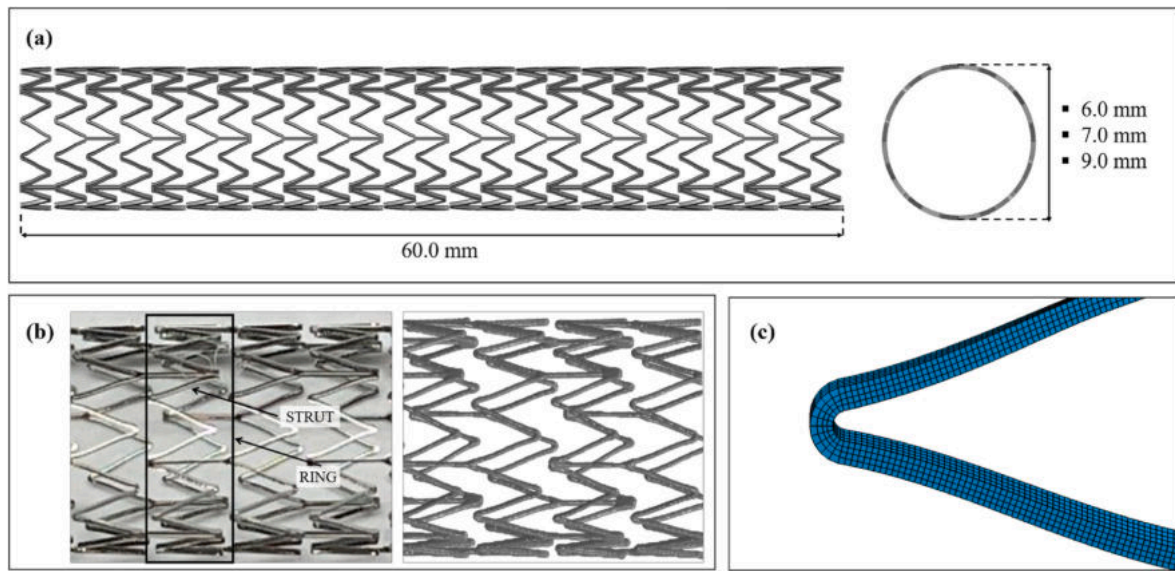 (a)
▪ 6.0 mm
▪ 7.0 mm
▪ 9.0 mm
60.0 mm
(b)
STRUT
RING
(c)